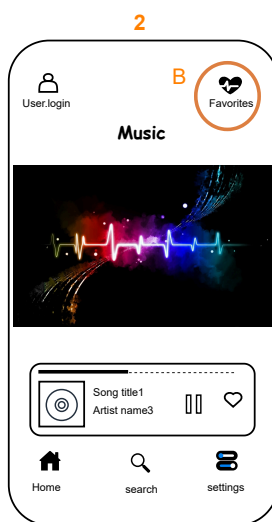 2
B
User.login
Favorites
Music
Song title1
Artist name3
Home
search
settings